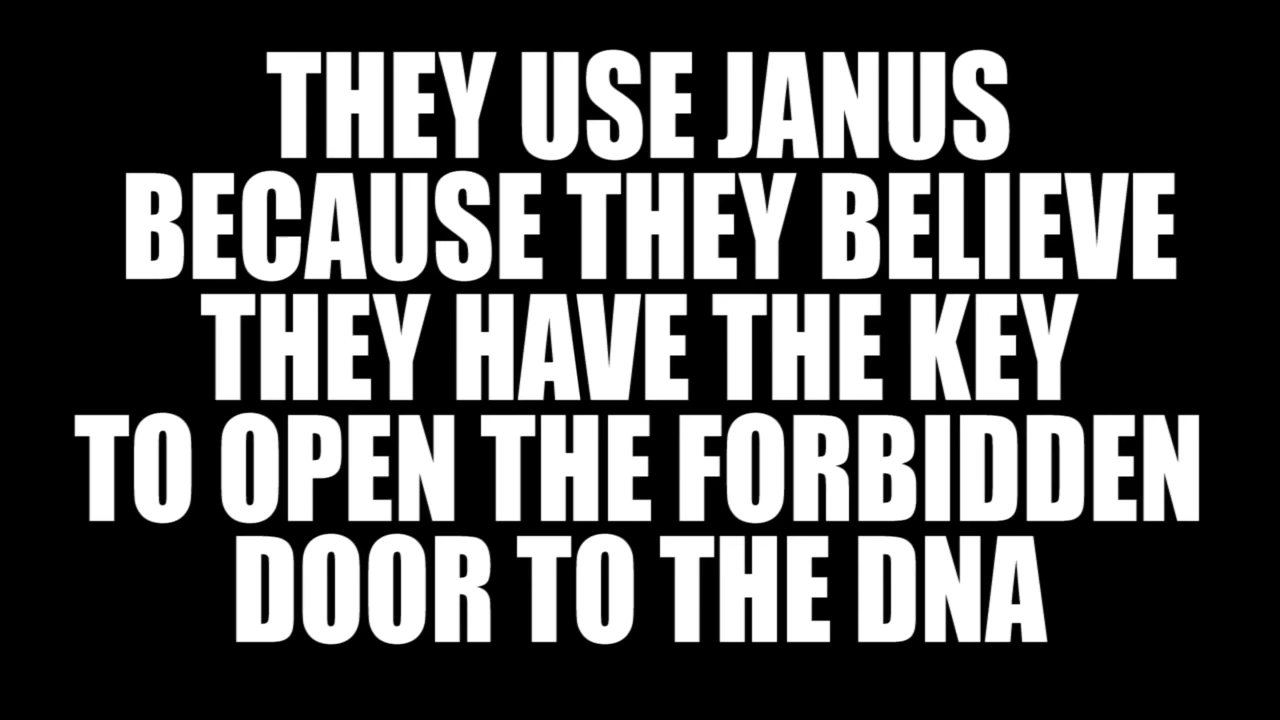 THEY USE JANUS
BECAUSE THEY BELIEVE
THEY HAVE THE KEY
TO OPEN THE FORBIDDEN
DOOR TO THE DNA